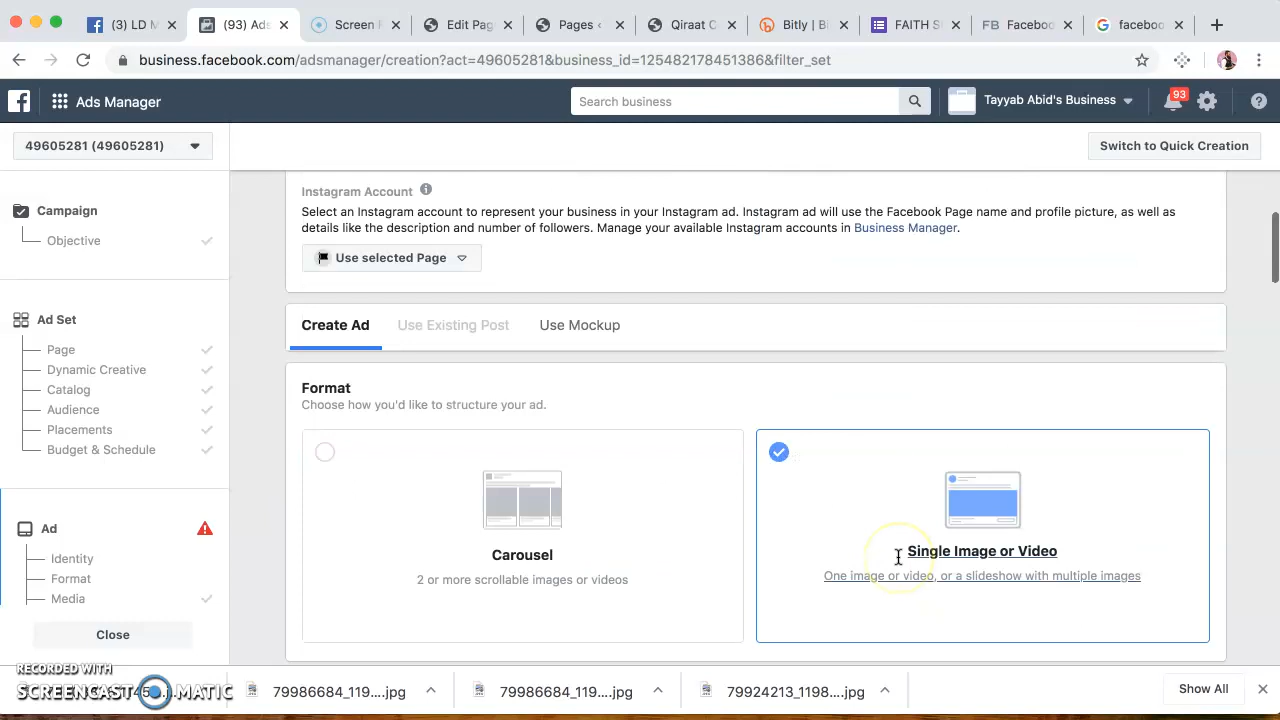 (3) LD M
(93) Ads
Screen
Edit Pag
Pages ‹
Qiraat C
Bitly | Bi
FAITH S
FB
Faceboo
faceboo
business.facebook.com/adsmanager/creation?act=49605281&business_id=125482178451386&filter_set
Ads Manager
Search business
Tayyab Abid's Business
93
49605281 (49605281)
Switch to Quick Creation
Campaign
Objective
Ad Set
Page
Dynamic Creative
Catalog
Audience
Placements
Budget & Schedule
Ad
Identity
Format
Media
Close
Instagram Account
Select an Instagram account to represent your business in your Instagram ad. Instagram ad will use the Facebook Page name and profile picture, as well as
details like the description and number of followers. Manage your available Instagram accounts in Business Manager.
Use selected Page
Create Ad
Use Existing Post
Use Mockup
Format
Choose how you'd like to structure your ad.
Carousel
2 or more scrollable images or videos
Single Image or Video
One image or video, or a slideshow with multiple images
RECORDED WITH
SCREENCAST-O-MATIC
79986684_119....jpg
79986684_119....jpg
79924213_1198....jpg
Show All